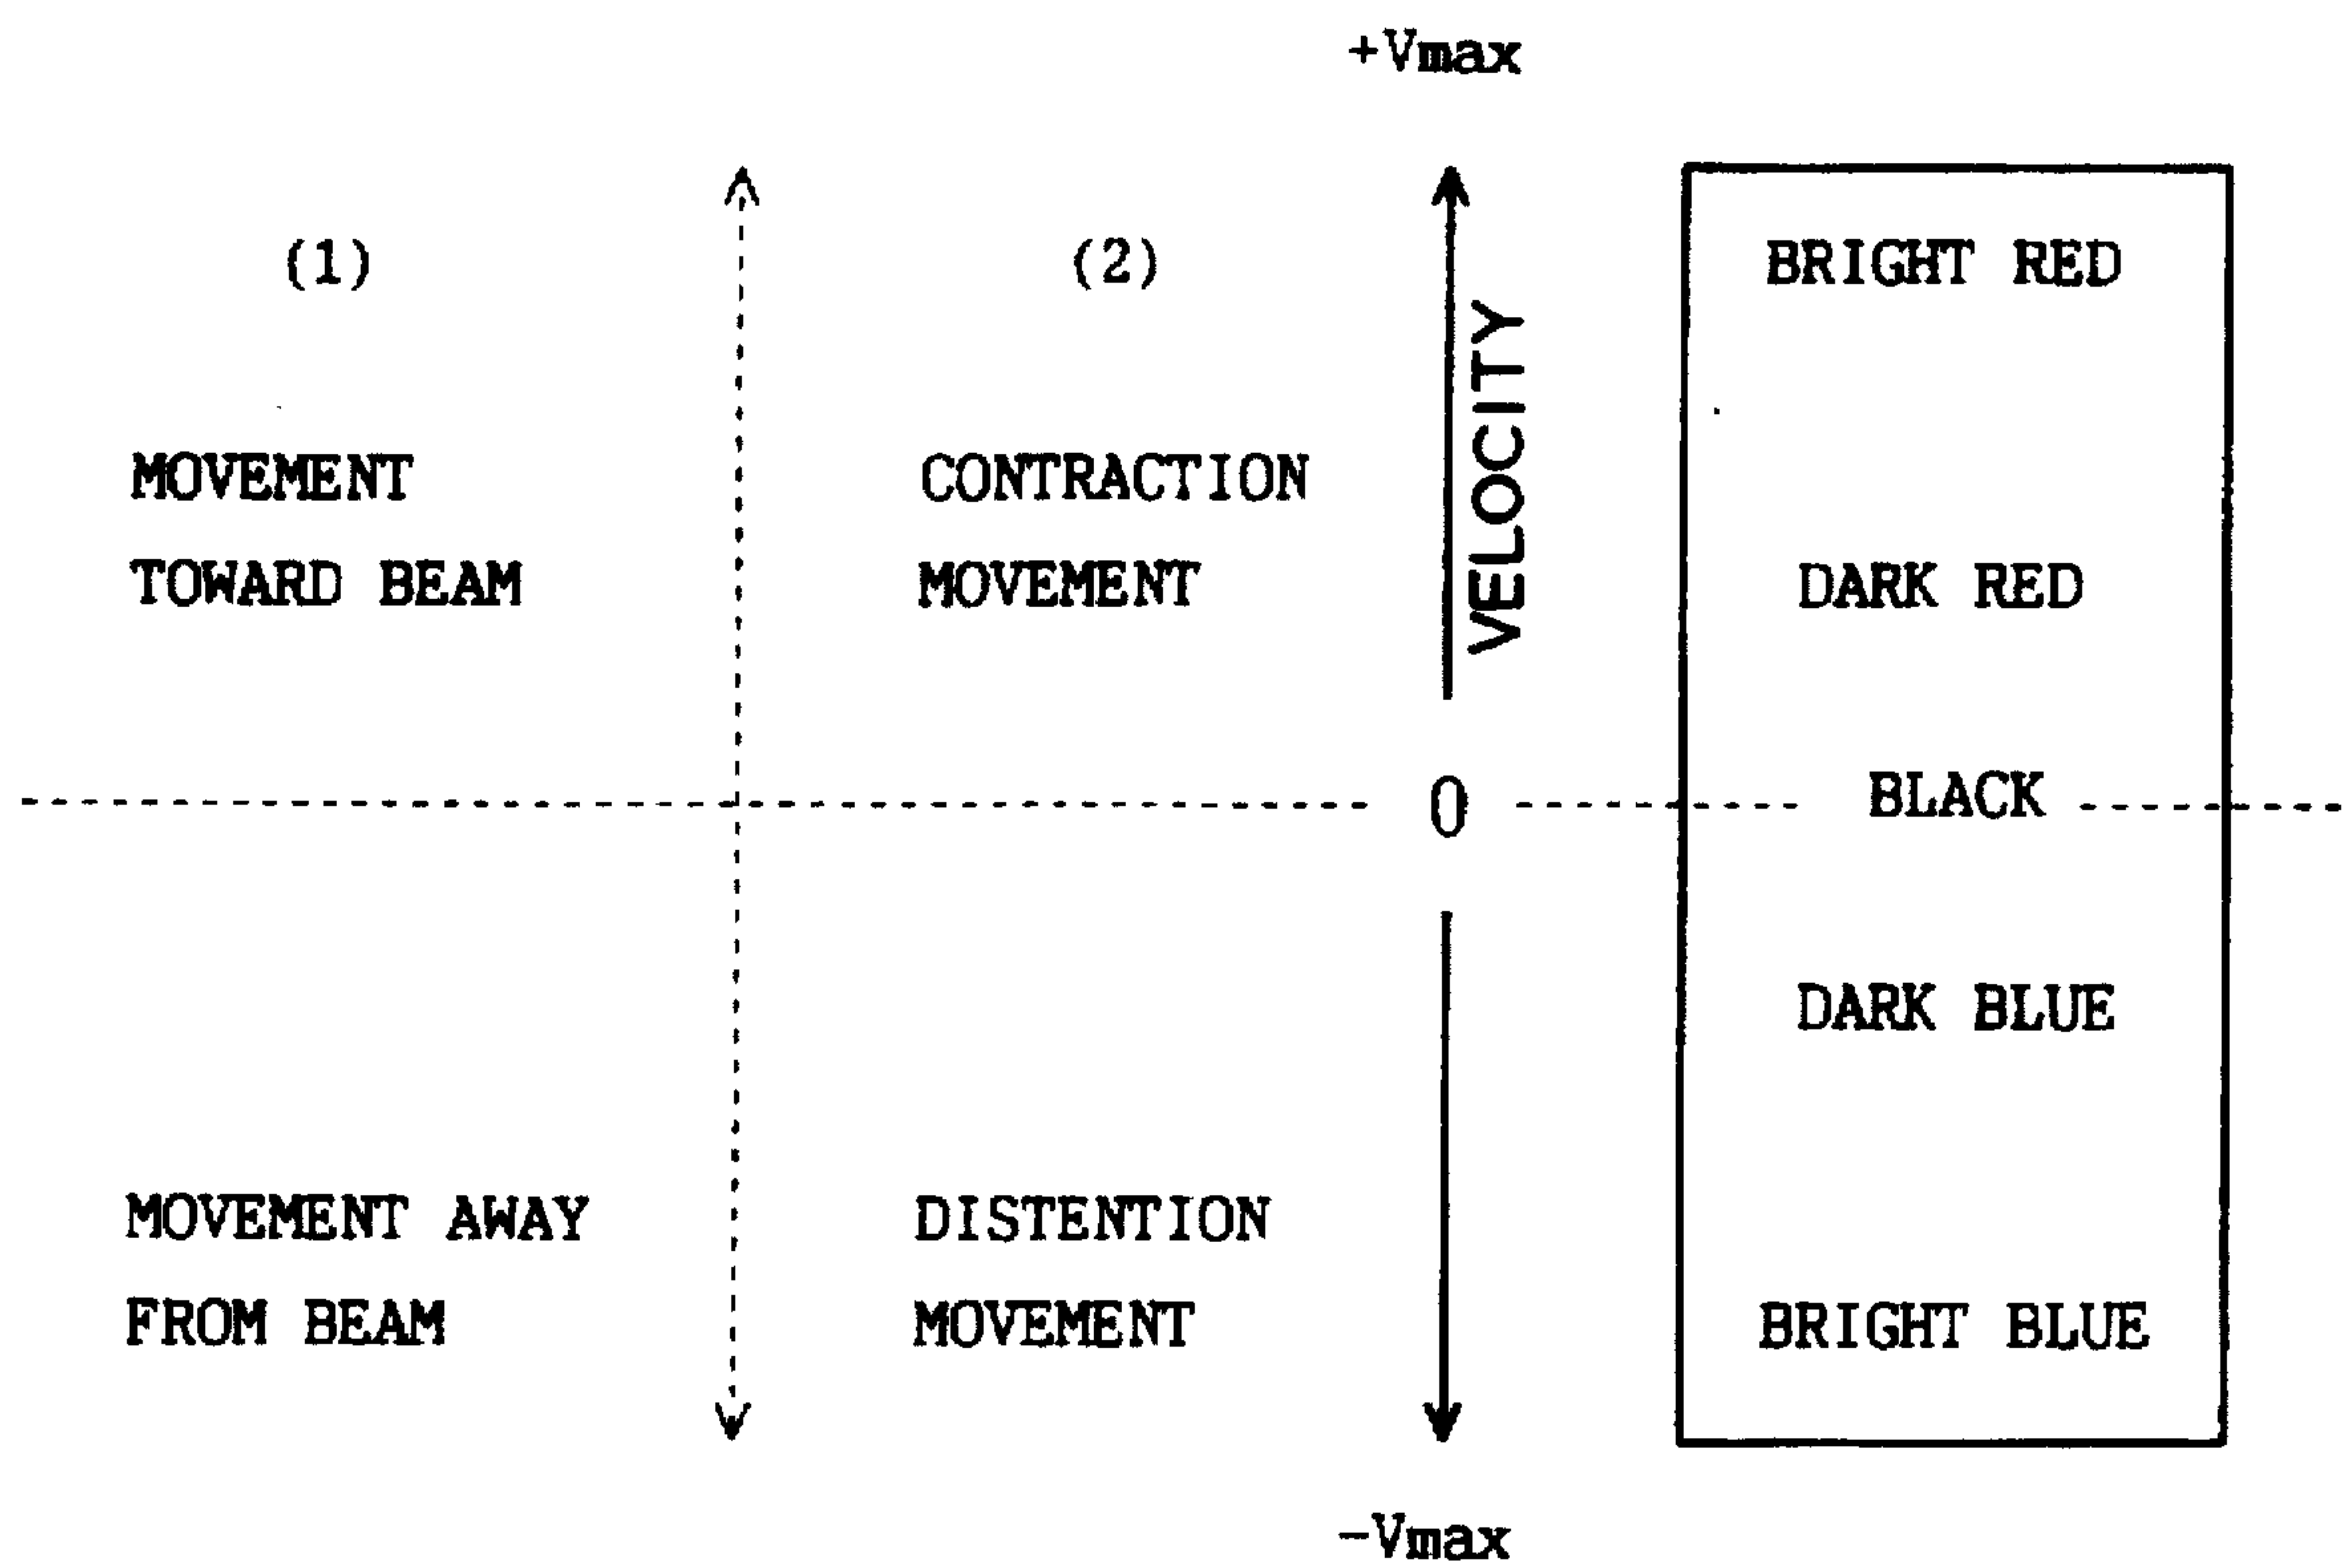 +Vmax
(1)
(2)
BRIGHT RED
VELOCITY
MOVEMENT
TOWARD BEAM
CONTRACTION
MOVEMENT
DARK RED
0
BLACK
DARK BLUE
MOVEMENT AWAY
FROM BEAM
DISTENTION
MOVEMENT
BRIGHT BLUE
-Vmax